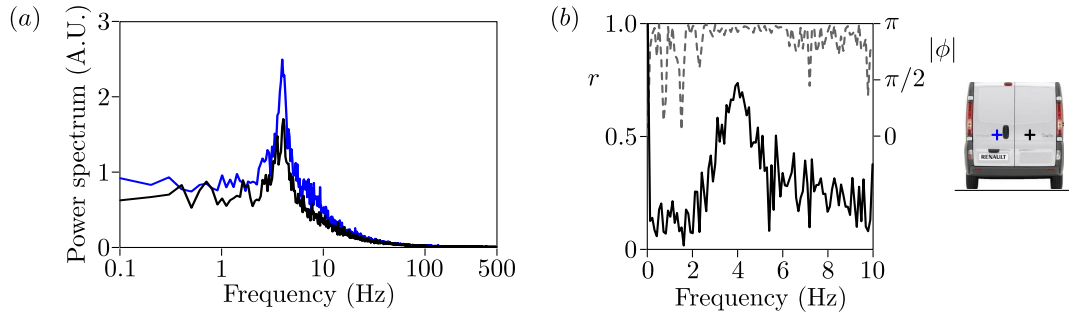 (a)
Power spectrum (A.U.)
3
2
1
0
0.1
1
10
100
500
Frequency (Hz)
(b)
r
1.0
0.5
0
π
π/2
0
|ϕ|
0
2
4
6
8
10
Frequency (Hz)
RENAULT